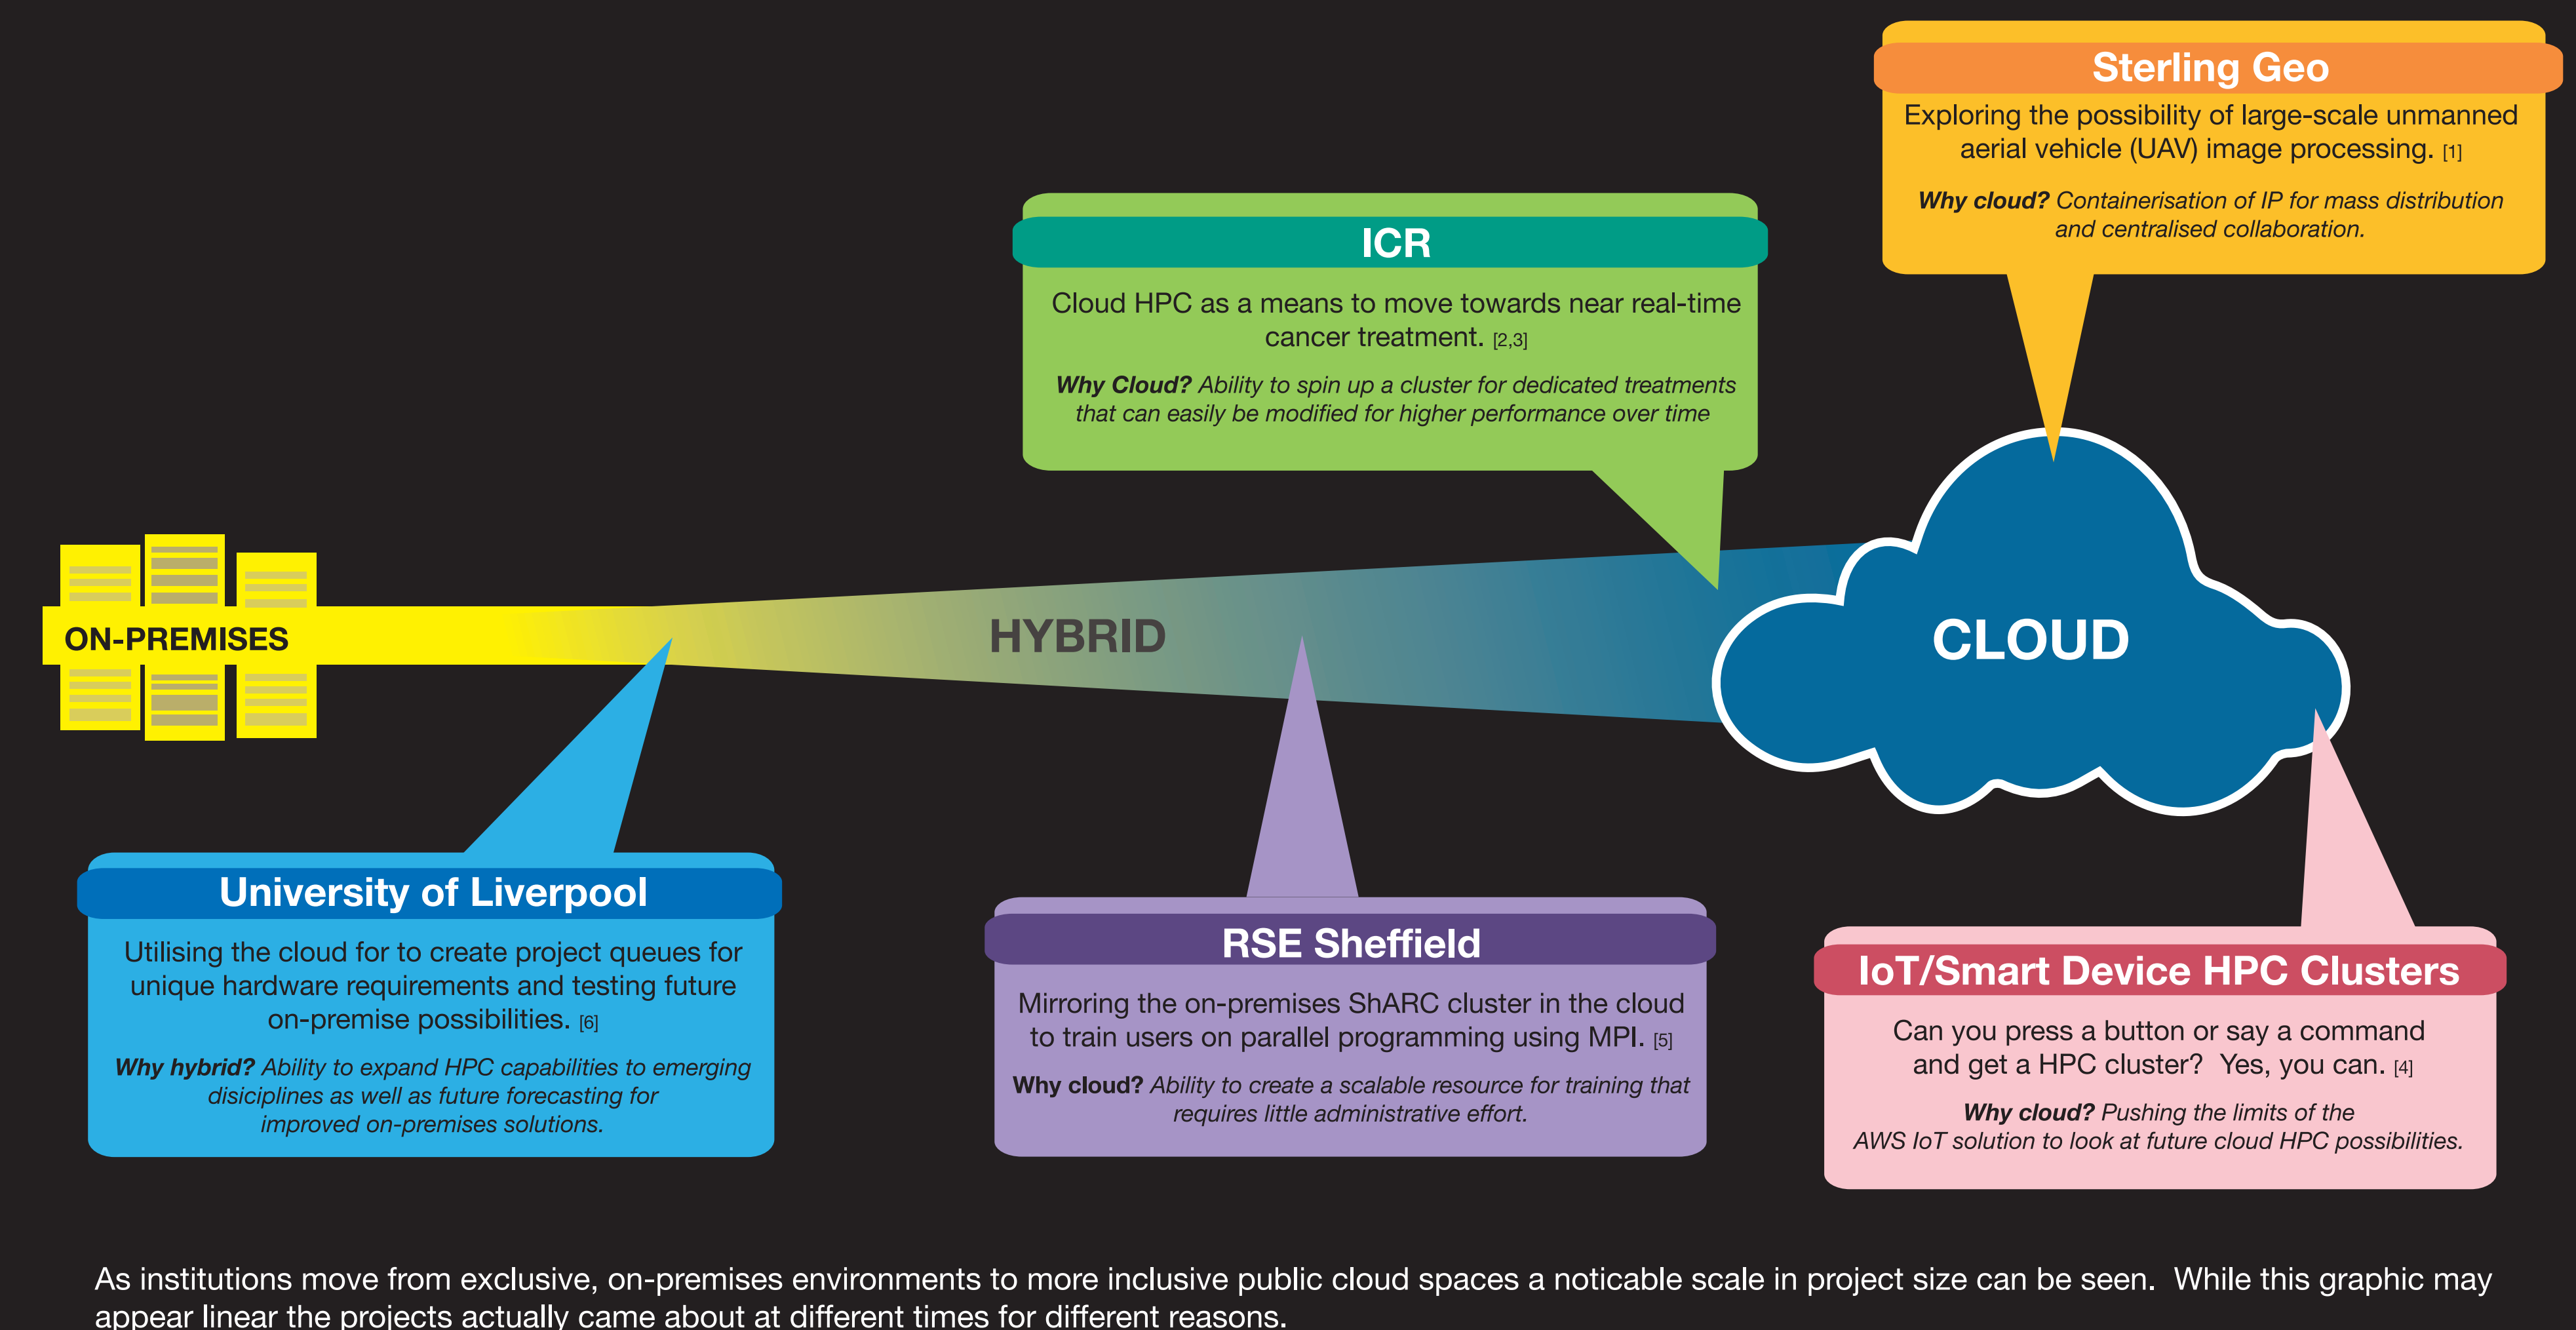 Sterling Geo
Exploring the possibility of large-scale unmanned
aerial vehicle (UAV) image processing. [1]
Why cloud? Containerisation of IP for mass distribution
and centralised collaboration.
ICR
Cloud HPC as a means to move towards near real-time
cancer treatment. [2,3]
Why Cloud? Ability to spin up a cluster for dedicated treatments
that can easily be modified for higher performance over time
ON-PREMISES
HYBRID
CLOUD
University of Liverpool
Utilising the cloud for to create project queues for
unique hardware requirements and testing future
on-premise possibilities. [6]
Why hybrid? Ability to expand HPC capabilities to emerging
disiciplines as well as future forecasting for
improved on-premises solutions.
RSE Sheffield
Mirroring the on-premises ShARC cluster in the cloud
to train users on parallel programming using MPI. [5]
Why cloud? Ability to create a scalable resource for training that
requires little administrative effort.
IoT/Smart Device HPC Clusters
Can you press a button or say a command
and get a HPC cluster?  Yes, you can. [4]
Why cloud? Pushing the limits of the
AWS IoT solution to look at future cloud HPC possibilities.
As institutions move from exclusive, on-premises environments to more inclusive public cloud spaces a noticable scale in project size can be seen.  While this graphic may
appear linear the projects actually came about at different times for different reasons.